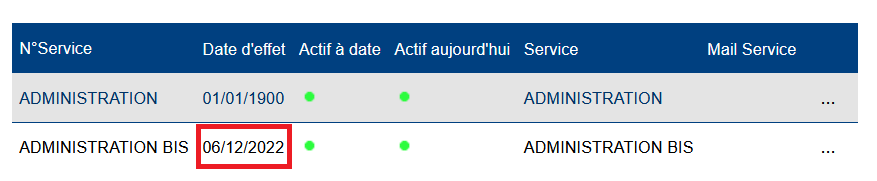 N°Service Date d'effet Actif à date Actif aujourd'hui Service Mail Service
ADMINISTRATION 01/01/1900 ADMINISTRATION ...
ADMINISTRATION BIS 06/12/2022 ADMINISTRATION BIS ...